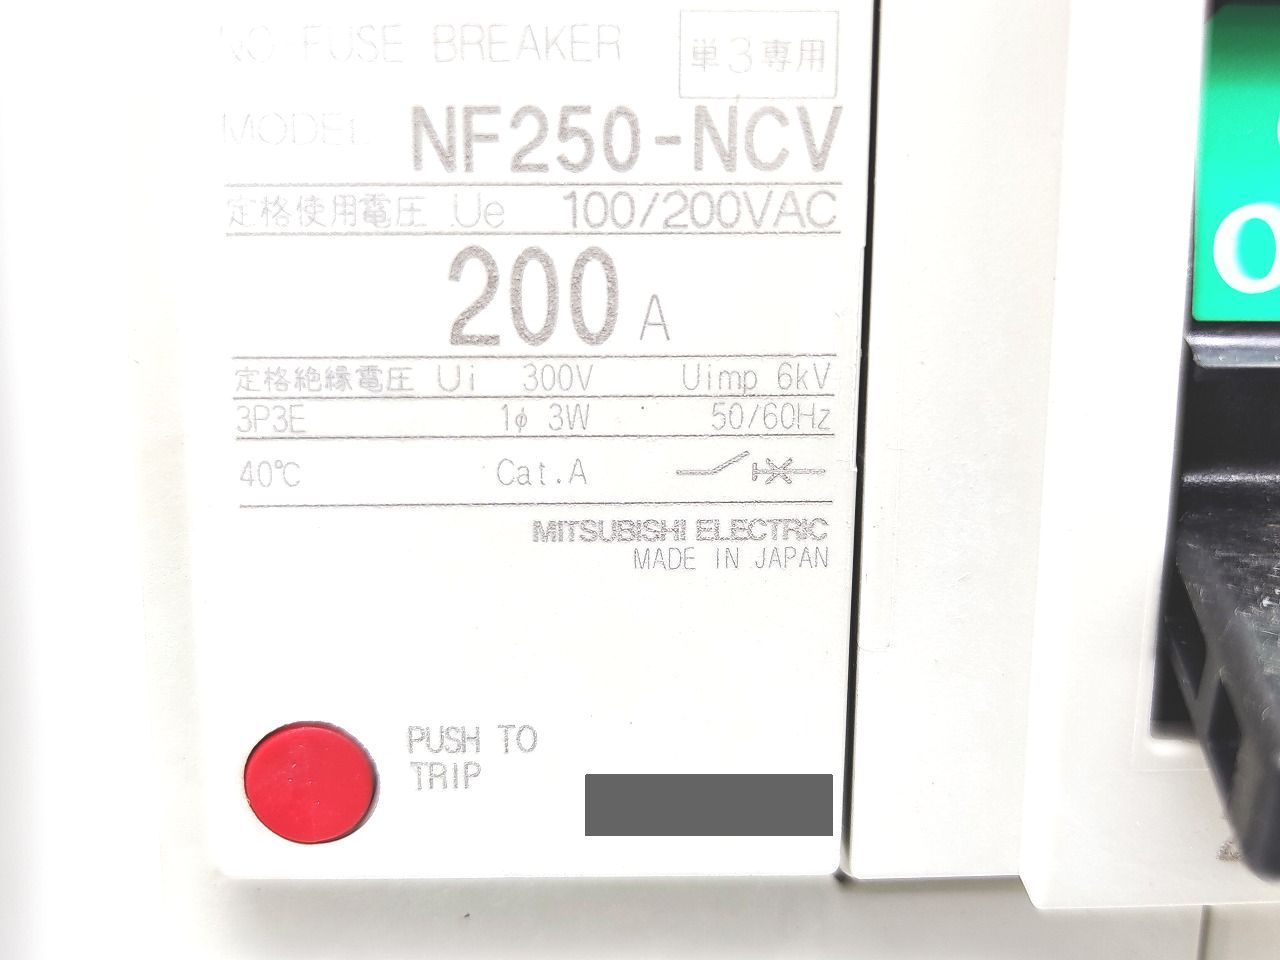 NO-FUSE BREAKER 単3専用
MODEL NF250-NCV
定格使用電圧 Ue 100/200VAC
200 A
定格絶縁電圧 Ui 300V Uimp 6kV
3P3E 1φ 3W 50/60Hz
40℃ Cat.A
MITSUBISHI ELECTRIC
MADE IN JAPAN
PUSH TO
TRIP